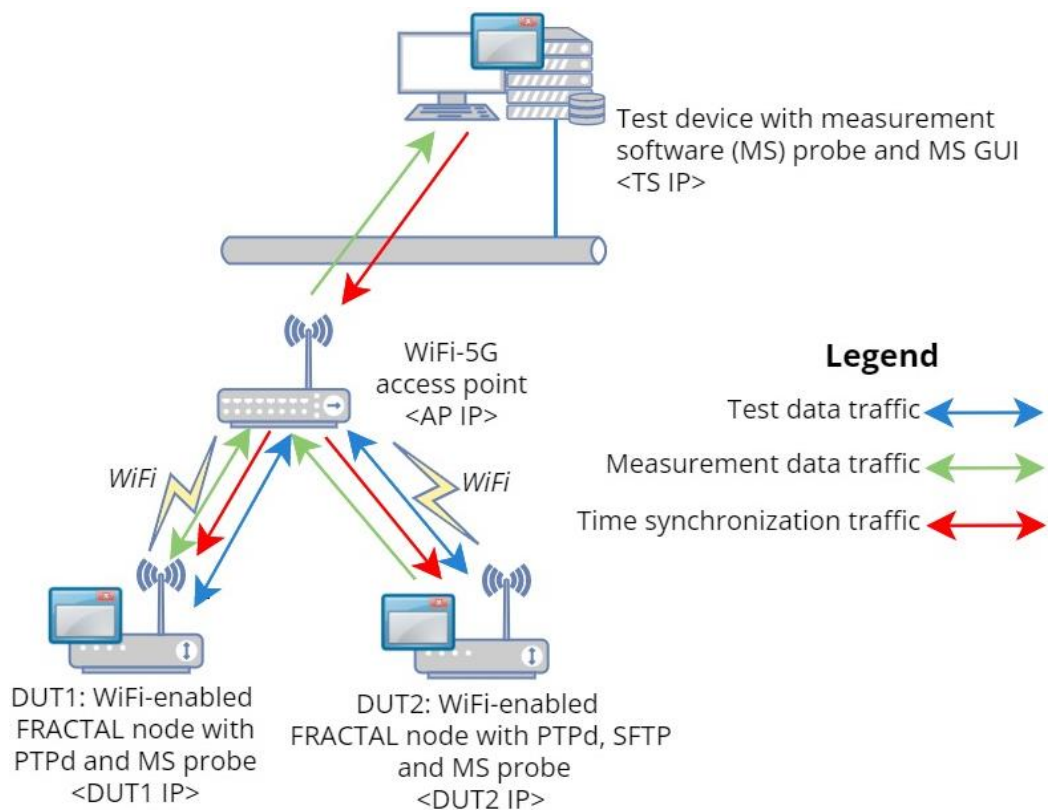 Test device with measurement
software (MS) probe and MS GUI
<TS IP>
WiFi-5G
access point
<AP IP>
Legend
Test data traffic
Measurement data traffic
Time synchronization traffic
WiFi
WiFi
DUT1: WiFi-enabled
FRACTAL node with
PTPd and MS probe
<DUT1 IP>
DUT2: WiFi-enabled
FRACTAL node with PTPd, SFTP
and MS probe
<DUT2 IP>